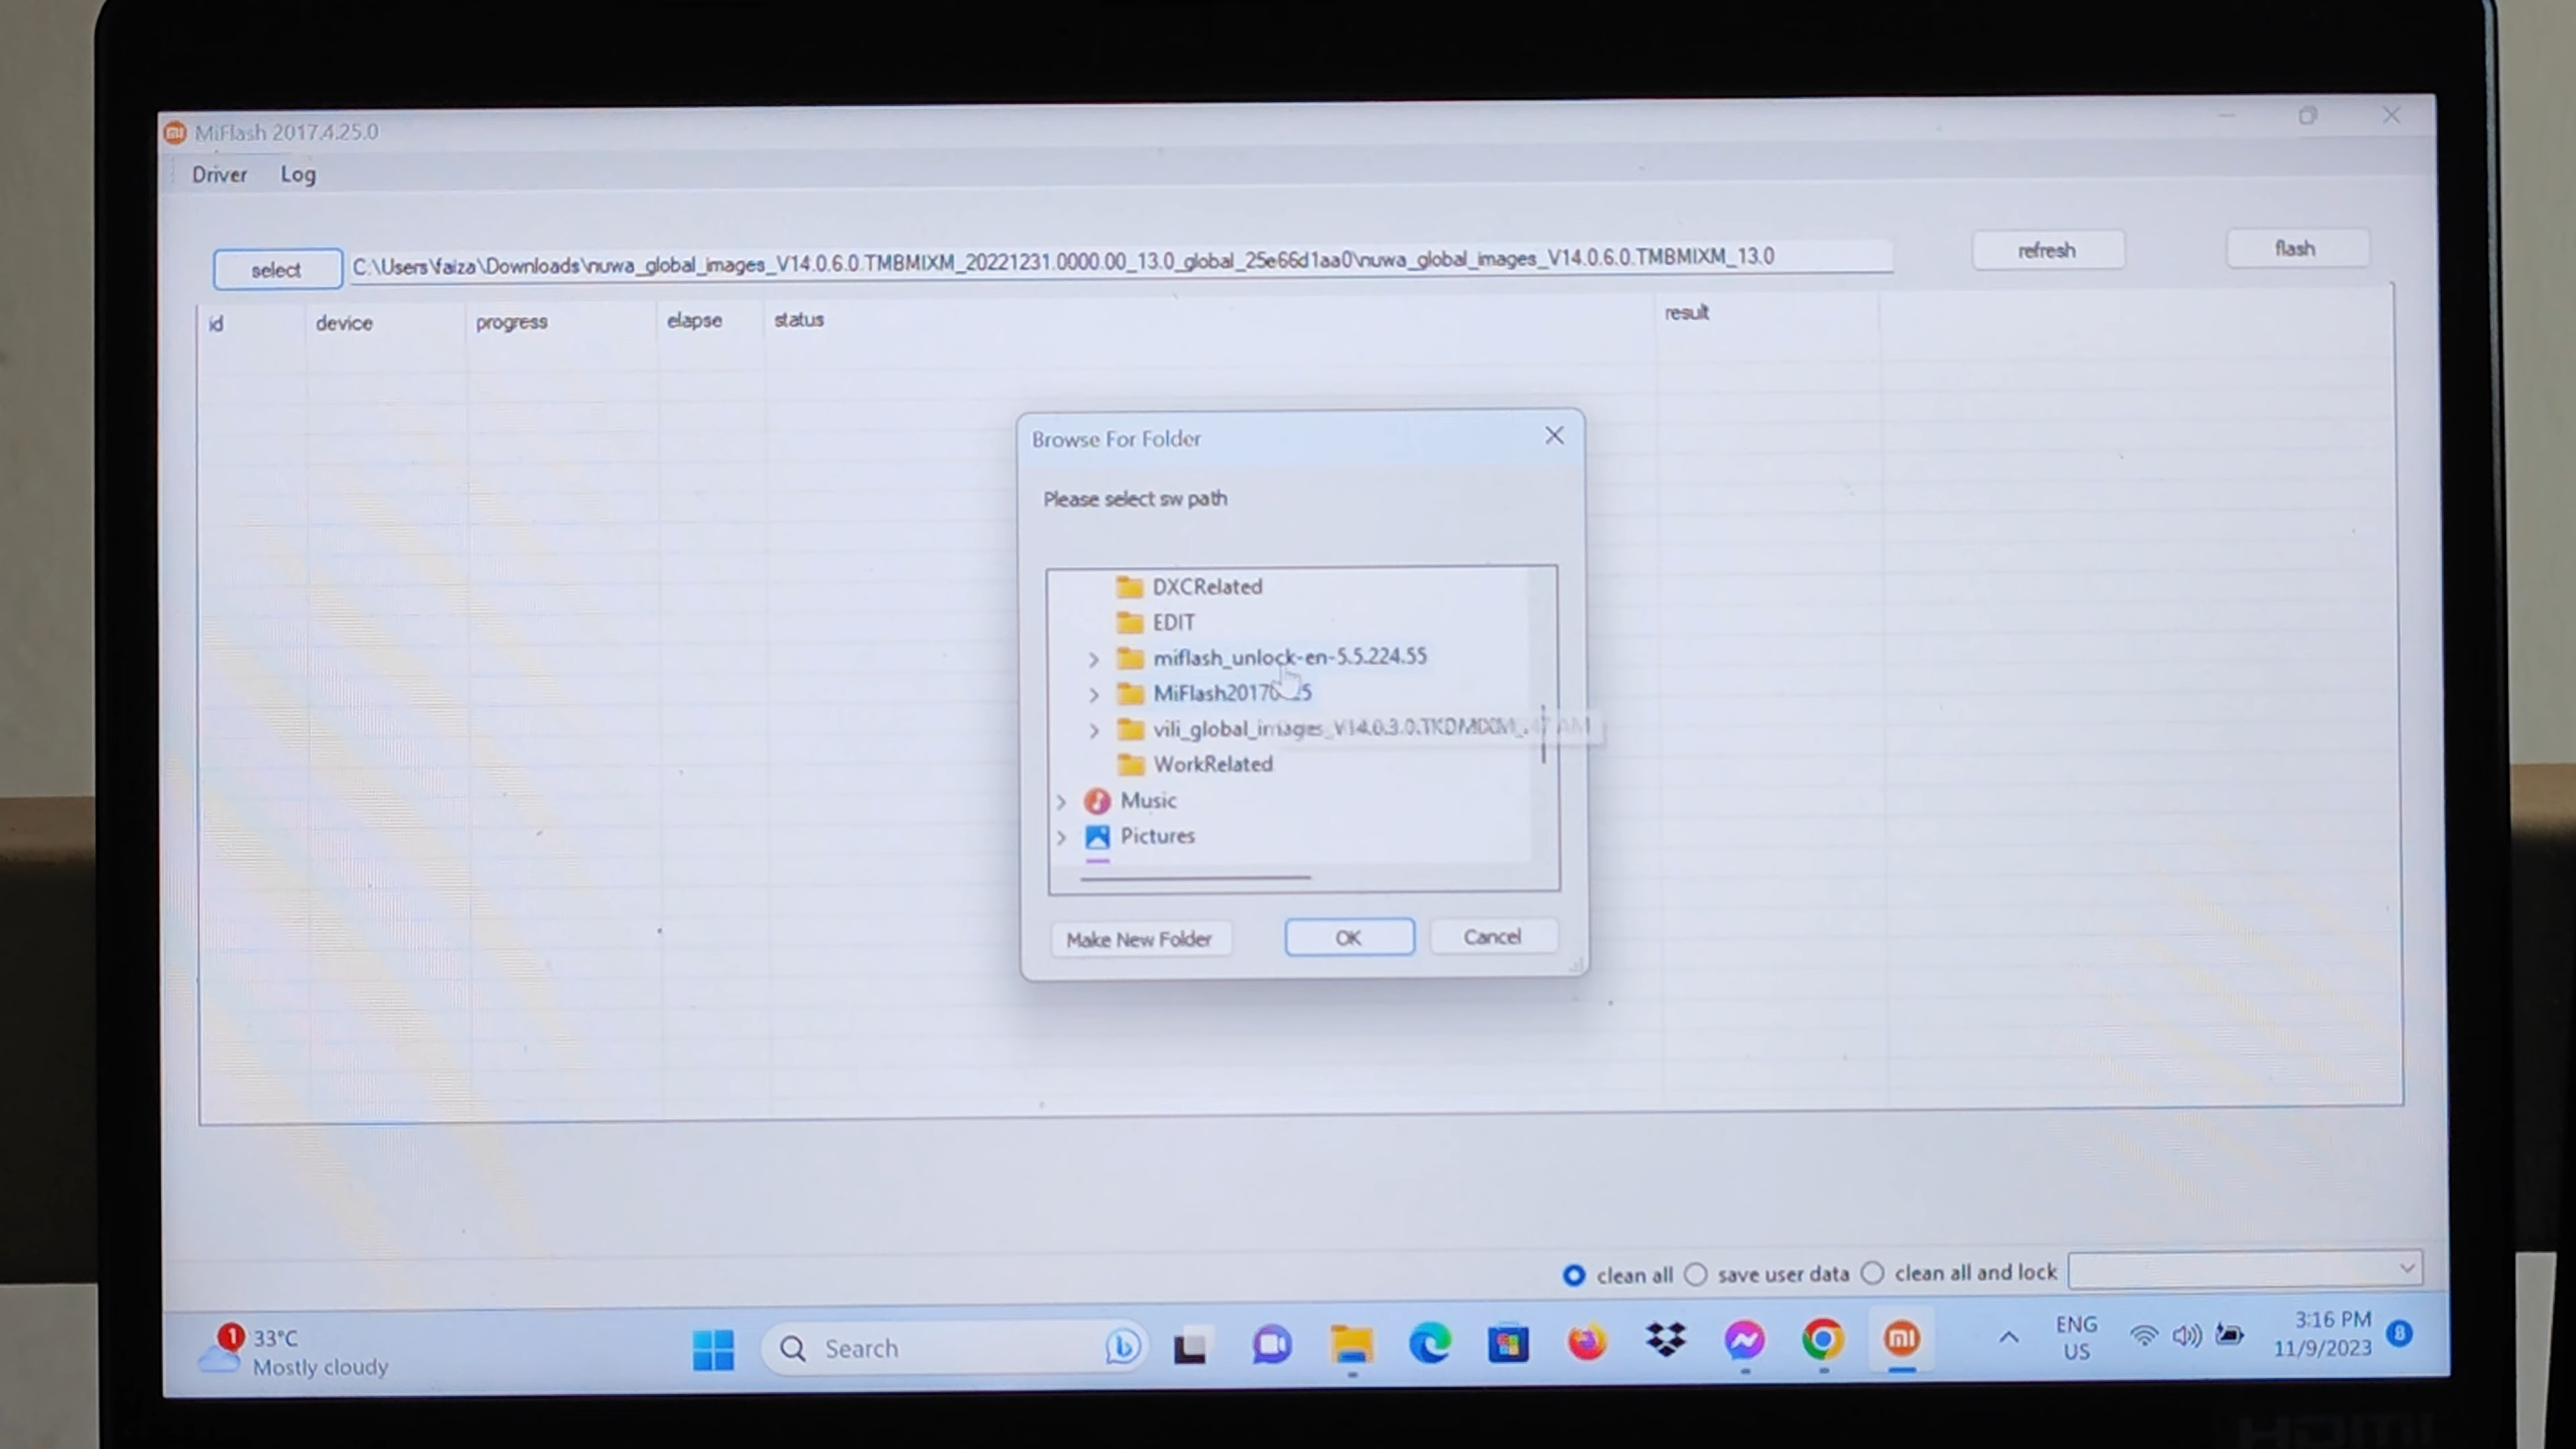 MiFlash 2017.4.25.0
Driver Log
select C:\Users\faiza\Downloads\nuwa_global_images_V14.0.6.0.TMBMIXM_20221231.0000.00_13.0_global_25e66d1aa0\nuwa_global_images_V14.0.6.0.TMBMIXM_13.0 refresh flash
id device progress elapse status result
Browse For Folder
Please select sw path
DXCRelated
EDIT
miflash_unlock-en-5.5.224.55
vili_global_images_V14.0.3.0.TKDMIXM_
WorkRelated
Music
Pictures
Make New Folder OK Cancel
clean all save user data clean all and lock
1 33°C
Mostly cloudy
Search
ENG
US
3:16 PM
11/9/2023
8